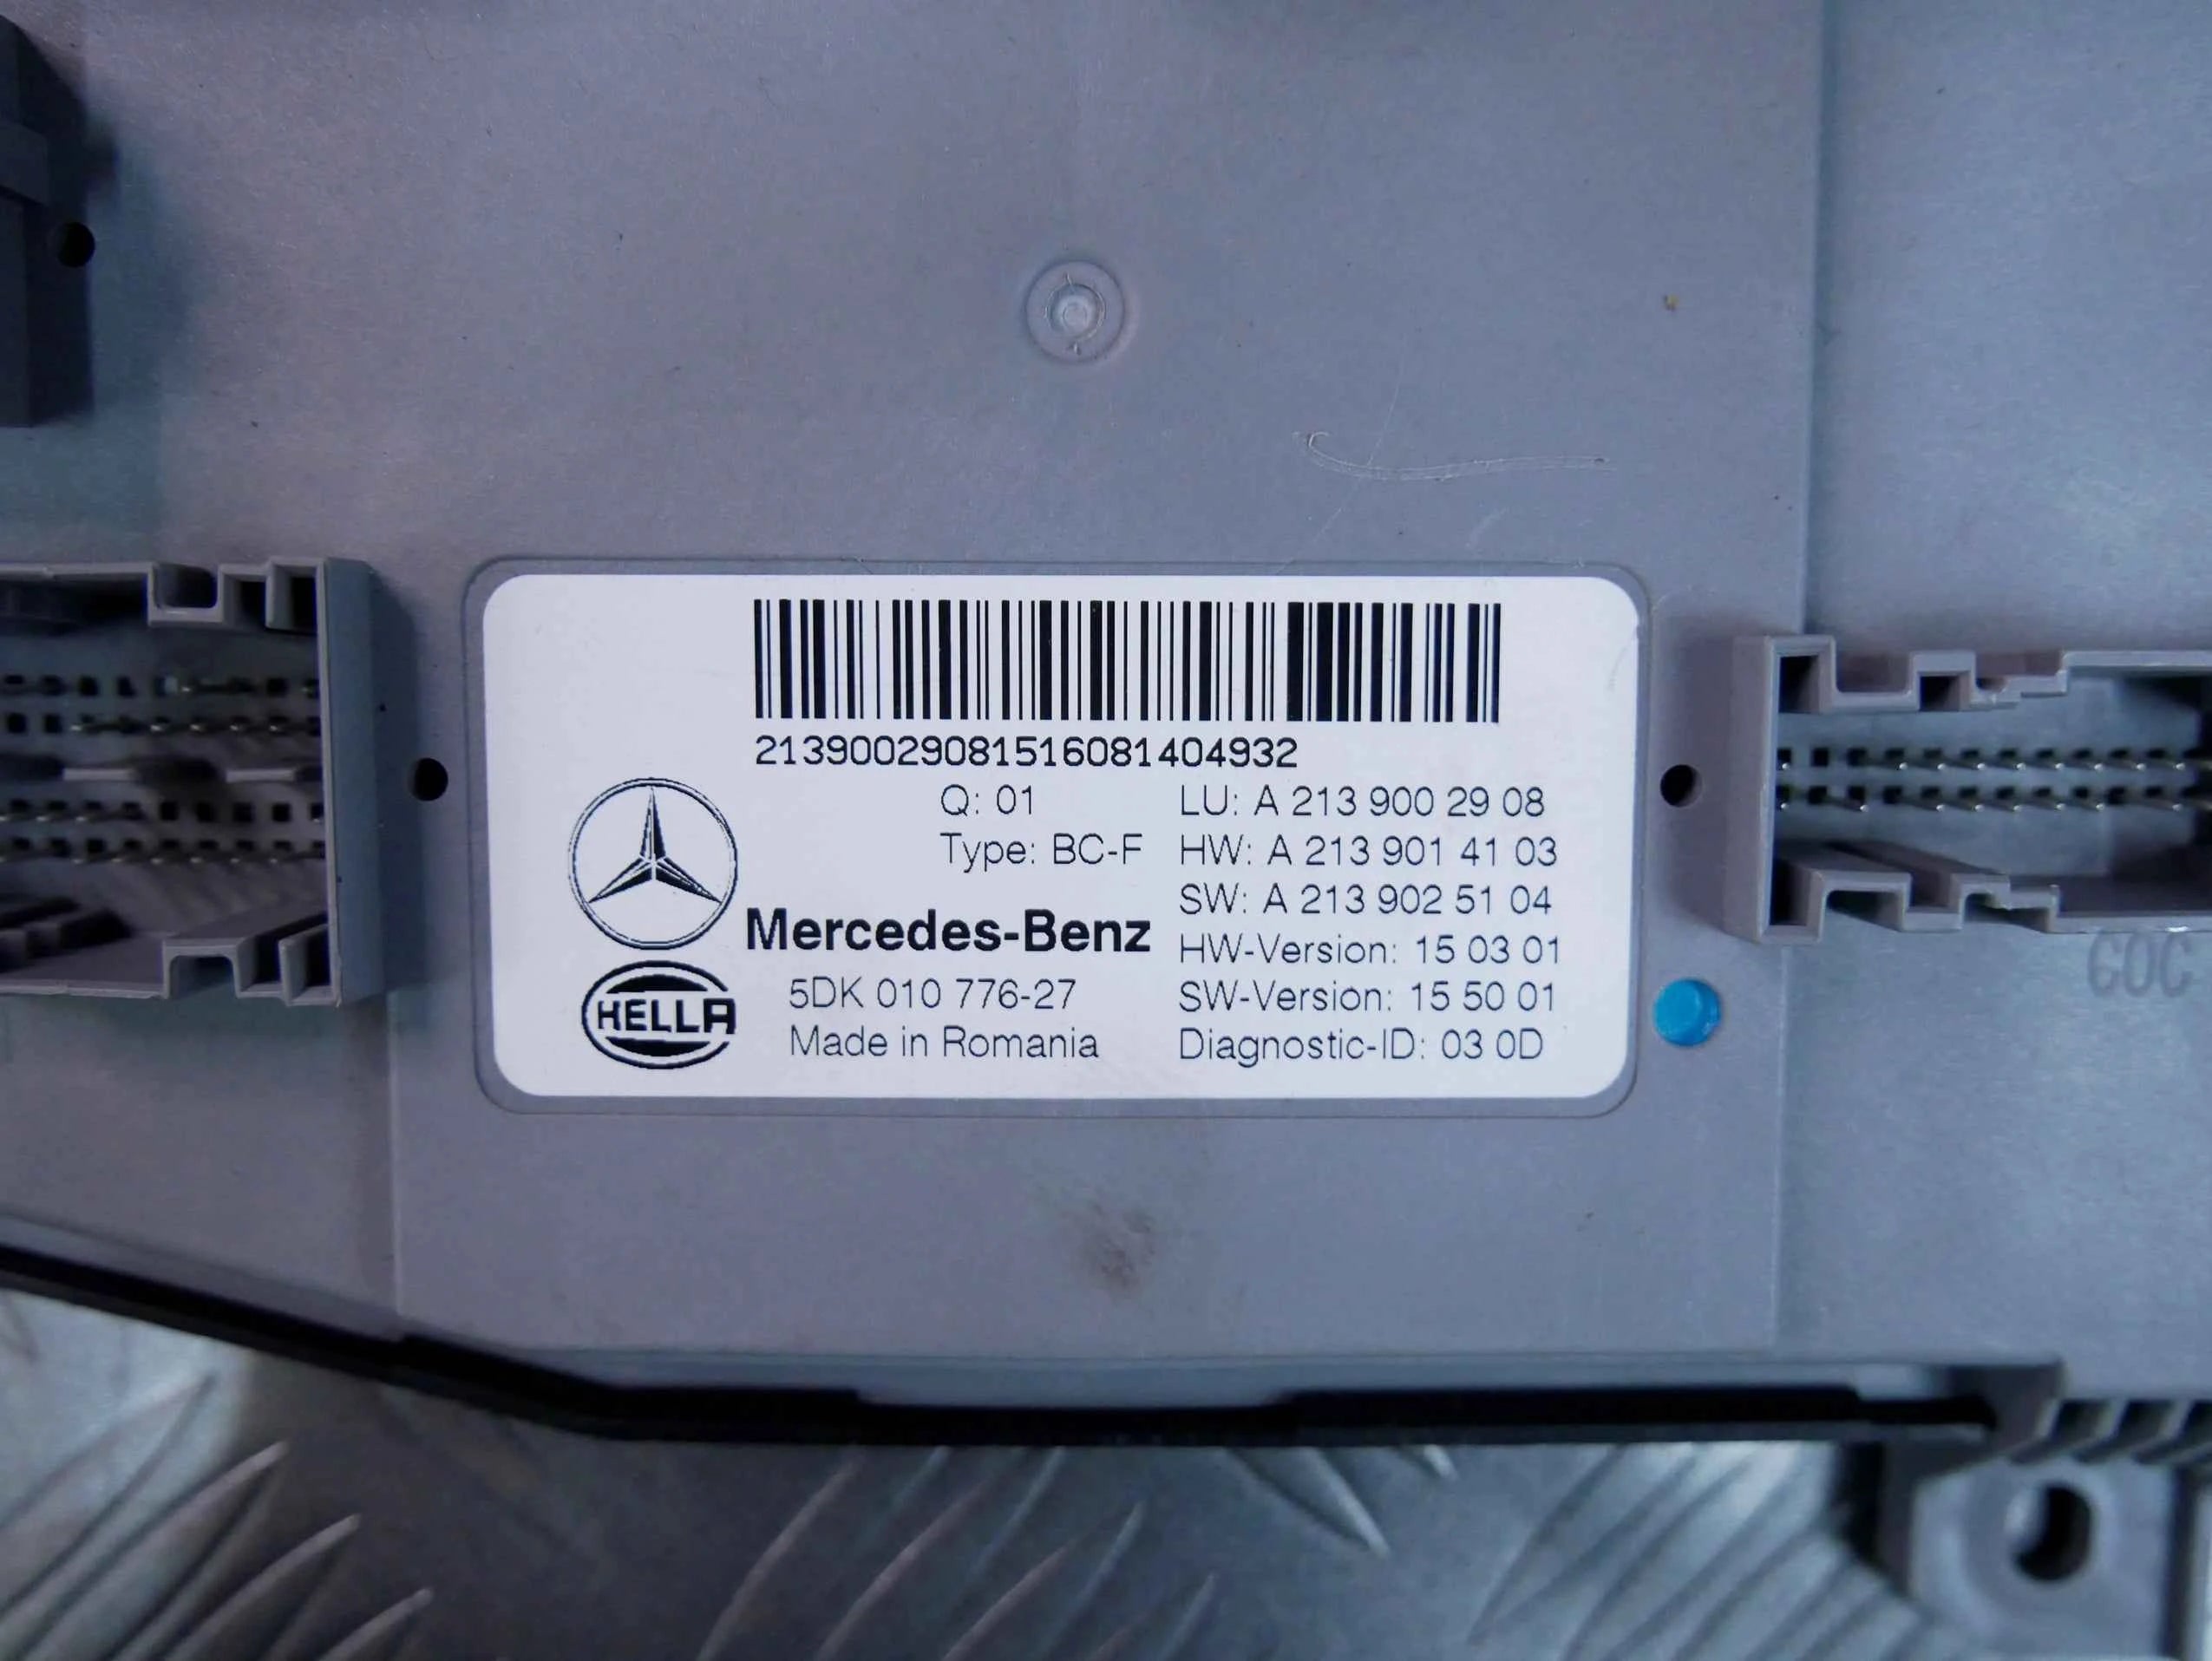 21390029081516081404932
Q: 01
LU: A 213 900 29 08
Type: BC-F
HW: A 213 901 41 03
SW: A 213 902 51 04
Mercedes-Benz
HW-Version: 15 03 01
HELLA
5DK 010 776-27
SW-Version: 15 50 01
Made in Romania
Diagnostic-ID: 03 0D